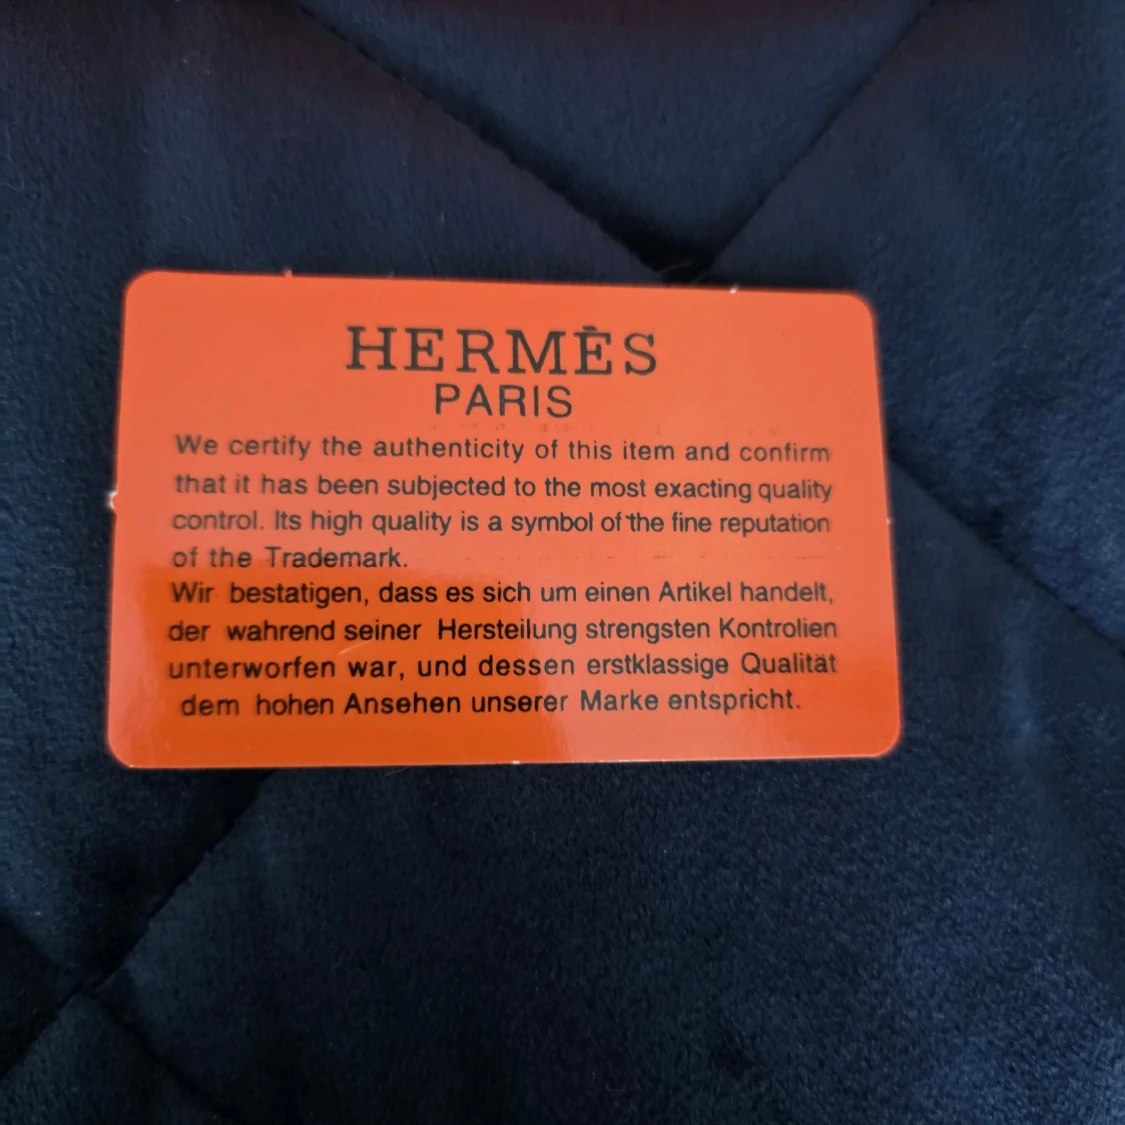 HERMÈS
PARIS
We certify the authenticity of this item and confirm
that it has been subjected to the most exacting quality
control. Its high quality is a symbol of the fine reputation
of the Trademark.
Wir bestatigen, dass es sich um einen Artikel handelt,
der wahrend seiner Hersteilung strengsten Kontrolien
unterworfen war, und dessen erstklassige Qualität
dem hohen Ansehen unserer Marke entspricht.